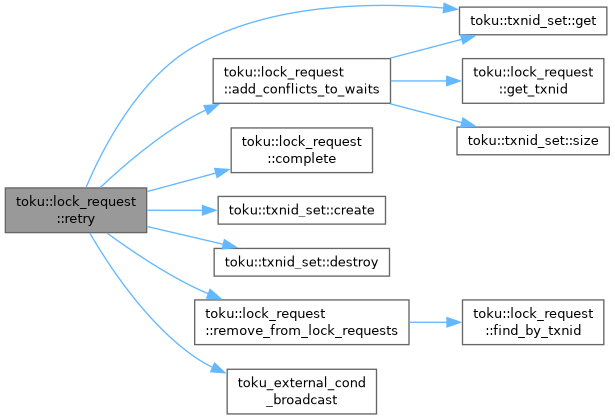 toku::txnid_set::get
toku::lock_request
::add_conflicts_to_waits
toku::lock_request
::get_txnid
toku::txnid_set::size
toku::lock_request
::complete
toku::lock_request
::retry
toku::txnid_set::create
toku::txnid_set::destroy
toku::lock_request
::remove_from_lock_requests
toku::lock_request
::find_by_txnid
toku_external_cond
_broadcast